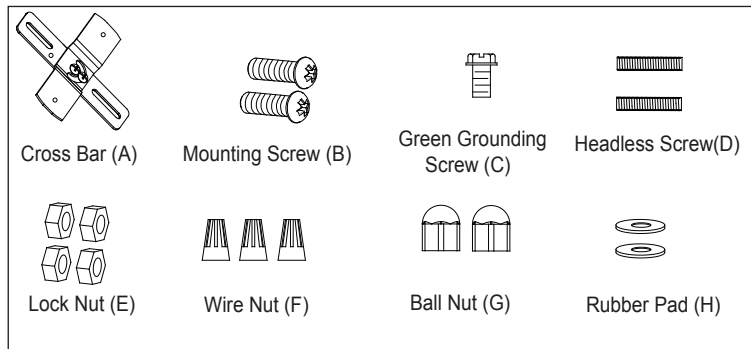 Cross Bar (A)
Mounting Screw (B)
Green Grounding
Screw (C)
Headless Screw(D)
Lock Nut (E)
Wire Nut (F)
Ball Nut (G)
Rubber Pad (H)